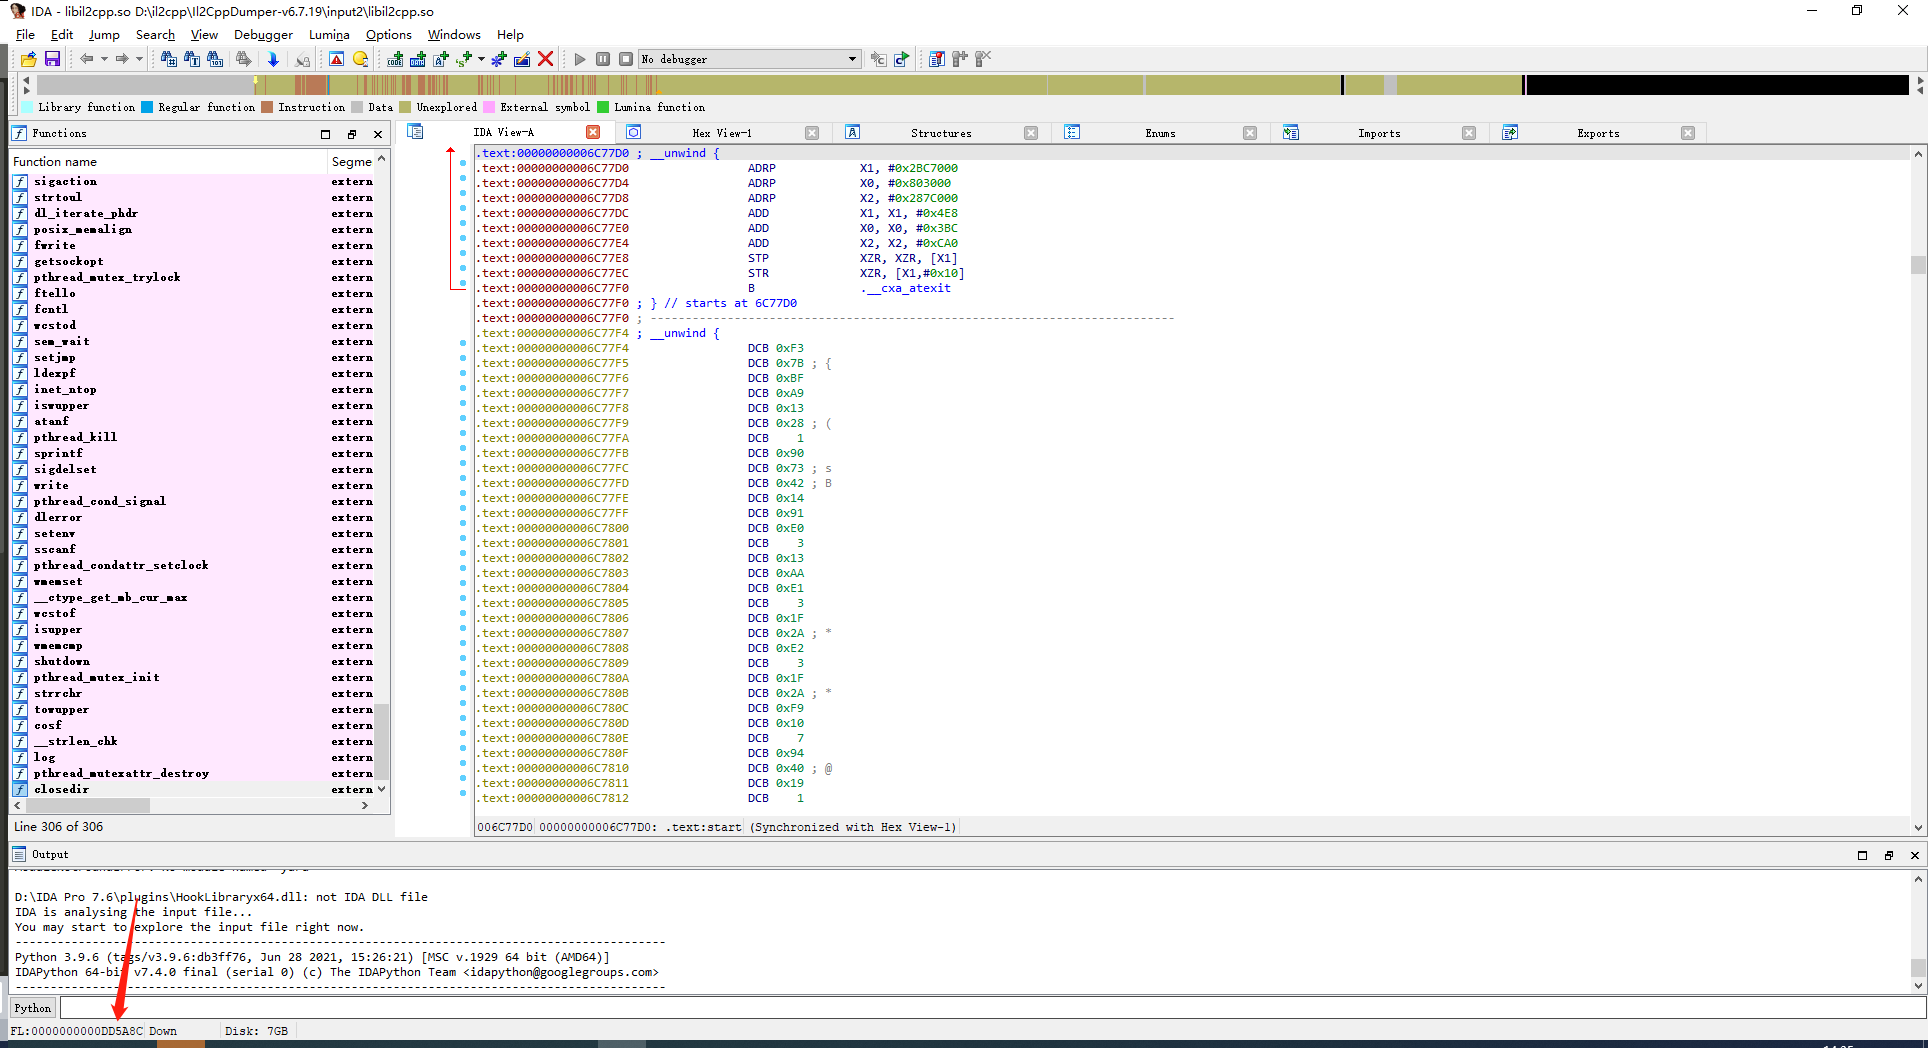 IDA - libil2cpp.so D:\il2cpp\Il2CppDumper-v6.7.19\input2\libil2cpp.so
File Edit Jump Search View Debugger Lumina Options Windows Help
No debugger
Library function Regular function Instruction Data Unexplored External symbol Lumina function
Functions
IDA View-A Hex View-1 Structures Enums Imports Exports
Function name Segme
sigaction extern
strtoul extern
dl_iterate_phdr extern
posix_memalign extern
fwrite extern
getsockopt extern
pthread_mutex_trylock extern
ftello extern
fcntl extern
wcstod extern
sem_wait extern
setjmp extern
ldexpf extern
inet_ntop extern
iswupper extern
atanf extern
pthread_kill extern
sprintf extern
sigdelset extern
write extern
pthread_cond_signal extern
dlerror extern
setenv extern
sscanf extern
pthread_condattr_setclock extern
wmemset extern
__ctype_get_mb_cur_max extern
wcstof extern
isupper extern
wmemcmp extern
shutdown extern
pthread_mutex_init extern
strrchr extern
towupper extern
cosf extern
__strlen_chk extern
log extern
pthread_mutexattr_destroy extern
closedir extern
Line 306 of 306
.text:00000000006C77D0 ; __unwind {
.text:00000000006C77D0 ADRP X1, #0x2BC7000
.text:00000000006C77D4 ADRP X0, #0x803000
.text:00000000006C77D8 ADRP X2, #0x287C000
.text:00000000006C77DC ADD X1, X1, #0x4E8
.text:00000000006C77E0 ADD X0, X0, #0x3BC
.text:00000000006C77E4 ADD X2, X2, #0xCA0
.text:00000000006C77E8 STP XZR, XZR, [X1]
.text:00000000006C77EC STR XZR, [X1,#0x10]
.text:00000000006C77F0 B .__cxa_atexit
.text:00000000006C77F0 ; } // starts at 6C77D0
.text:00000000006C77F0 ; ---------------------------------------------------------------------------
.text:00000000006C77F4 ; __unwind {
.text:00000000006C77F4 DCB 0xF3
.text:00000000006C77F5 DCB 0x7B ; {
.text:00000000006C77F6 DCB 0xBF
.text:00000000006C77F7 DCB 0xA9
.text:00000000006C77F8 DCB 0x13
.text:00000000006C77F9 DCB 0x28 ; (
.text:00000000006C77FA DCB 1
.text:00000000006C77FB DCB 0x90
.text:00000000006C77FC DCB 0x73 ; s
.text:00000000006C77FD DCB 0x42 ; B
.text:00000000006C77FE DCB 0x14
.text:00000000006C77FF DCB 0x91
.text:00000000006C7800 DCB 0xE0
.text:00000000006C7801 DCB 3
.text:00000000006C7802 DCB 0x13
.text:00000000006C7803 DCB 0xAA
.text:00000000006C7804 DCB 0xE1
.text:00000000006C7805 DCB 3
.text:00000000006C7806 DCB 0x1F
.text:00000000006C7807 DCB 0x2A ; *
.text:00000000006C7808 DCB 0xE2
.text:00000000006C7809 DCB 3
.text:00000000006C780A DCB 0x1F
.text:00000000006C780B DCB 0x2A ; *
.text:00000000006C780C DCB 0xF9
.text:00000000006C780D DCB 0x10
.text:00000000006C780E DCB 7
.text:00000000006C780F DCB 0x94
.text:00000000006C7810 DCB 0x40 ; @
.text:00000000006C7811 DCB 0x19
.text:00000000006C7812 DCB 1
006C77D0 00000000006C77D0: .text:start (Synchronized with Hex View-1)
Output
D:\IDA Pro 7.6\plugins\HookLibraryx64.dll: not IDA DLL file
IDA is analysing the input file...
You may start to explore the input file right now.
---------------------------------------------------------------------------------------------
Python 3.9.6 (tags/v3.9.6:db3ff76, Jun 28 2021, 15:26:21) [MSC v.1929 64 bit (AMD64)]
IDAPython 64-bit v7.4.0 final (serial 0) (c) The IDAPython Team <idapython@googlegroups.com>
---------------------------------------------------------------------------------------------
Python
FL:0000000000DD5A8C Down Disk: 7GB